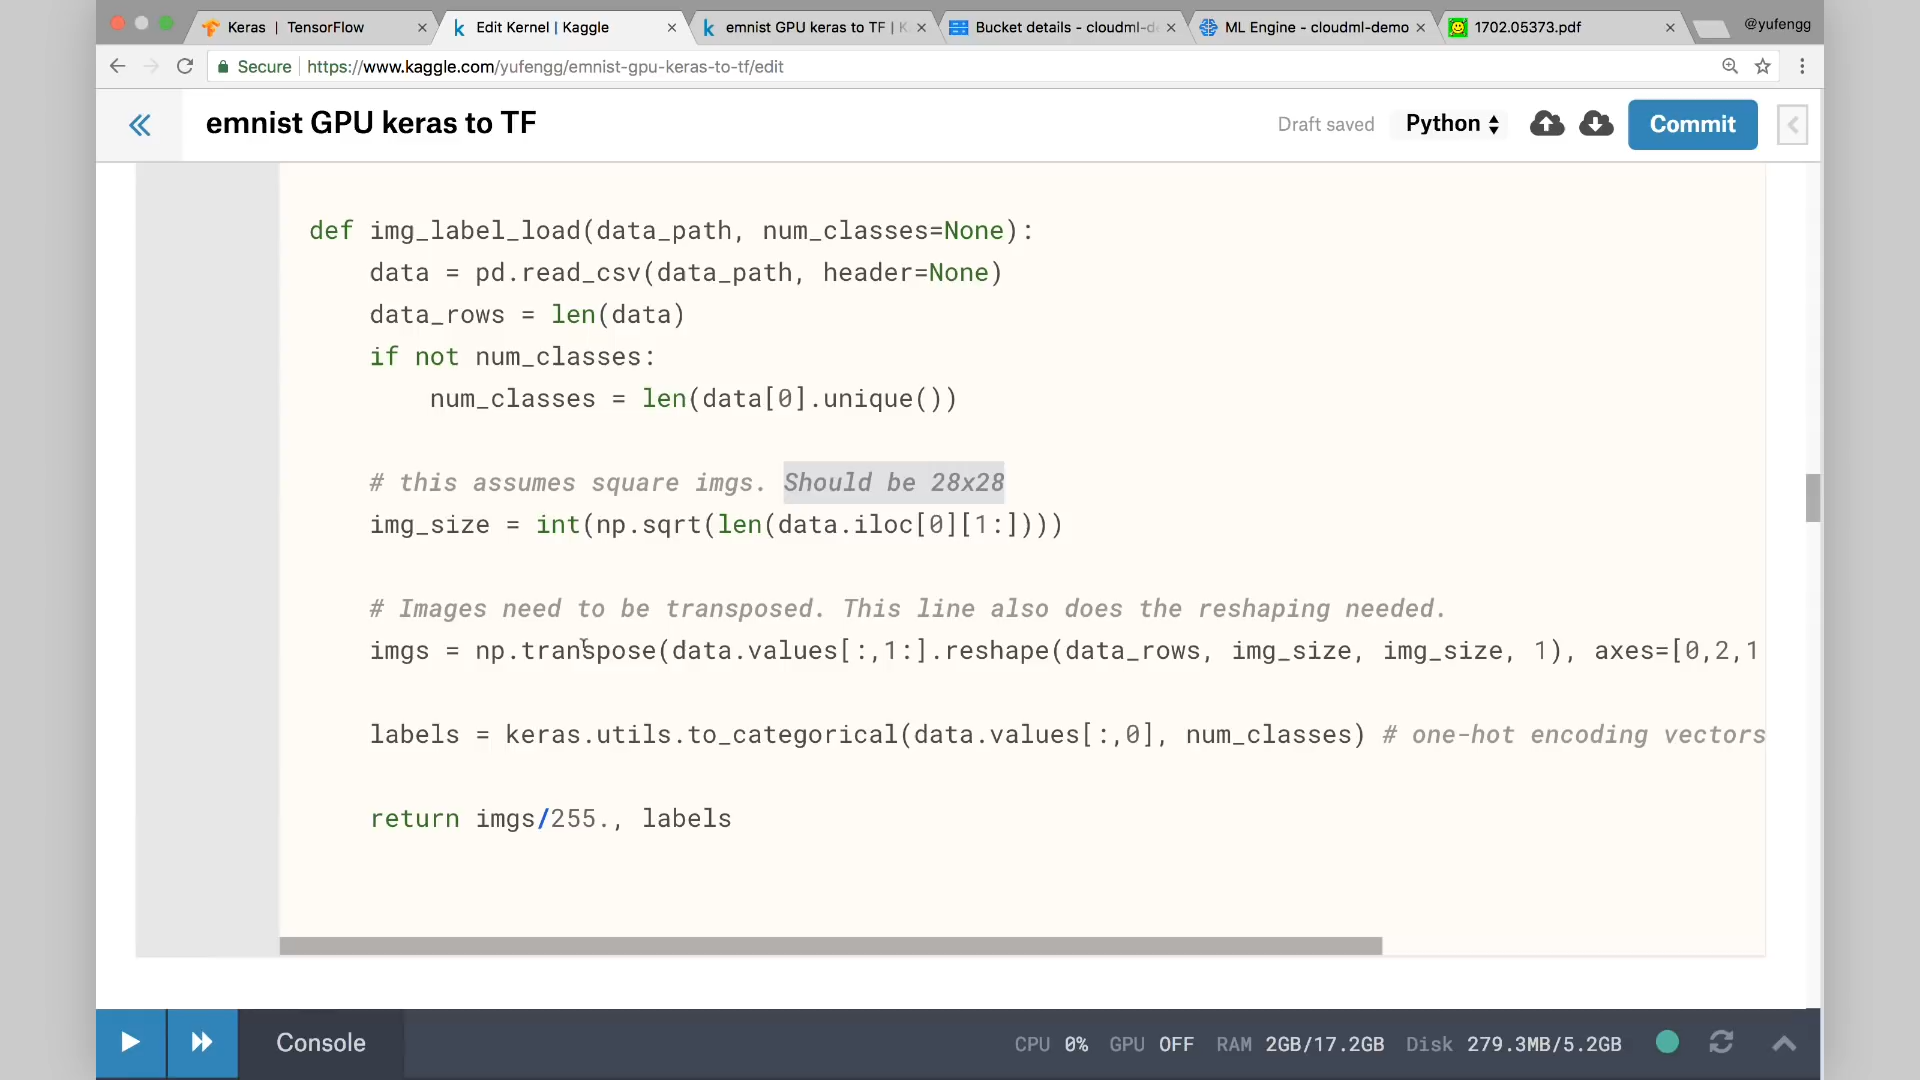 Keras | TensorFlow
Edit Kernel | Kaggle
emnist GPU keras to TF | K
Bucket details - cloudml-de
ML Engine - cloudml-demo
1702.05373.pdf
@yufengg
Secure https://www.kaggle.com/yufengg/emnist-gpu-keras-to-tf/edit
emnist GPU keras to TF
Draft saved
Python
Commit
def img_label_load(data_path, num_classes=None):
data = pd.read_csv(data_path, header=None)
data_rows = len(data)
if not num_classes:
num_classes = len(data[0].unique())
# this assumes square imgs. Should be 28x28
img_size = int(np.sqrt(len(data.iloc[0][1:])))
# Images need to be transposed. This line also does the reshaping needed.
imgs = np.transpose(data.values[:,1:].reshape(data_rows, img_size, img_size, 1), axes=[0,2,1
labels = keras.utils.to_categorical(data.values[:,0], num_classes) # one-hot encoding vectors
return imgs/255., labels
Console
CPU 0% GPU OFF RAM 2GB/17.2GB Disk 279.3MB/5.2GB